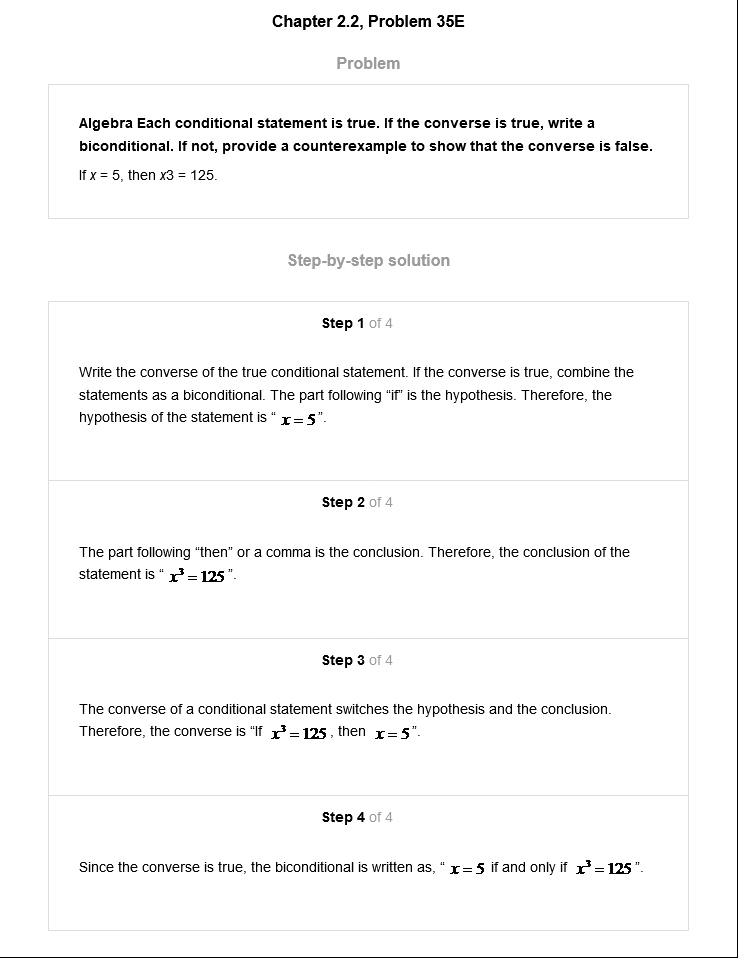 Chapter 2.2, Problem 35E
Problem
Algebra Each conditional statement is true. If the converse is true, write a
biconditional. If not, provide a counterexample to show that the converse is false.
If x = 5, then x3 = 125.
Step-by-step solution
Step 1 of 4
Write the converse of the true conditional statement. If the converse is true, combine the
statements as a biconditional. The part following “if” is the hypothesis. Therefore, the
hypothesis of the statement is “ x = 5 ”.
Step 2 of 4
The part following “then” or a comma is the conclusion. Therefore, the conclusion of the
statement is “ x³ = 125 ”.
Step 3 of 4
The converse of a conditional statement switches the hypothesis and the conclusion.
Therefore, the converse is “If x³ = 125 , then x = 5 ”.
Step 4 of 4
Since the converse is true, the biconditional is written as, “ x = 5 if and only if x³ = 125 ”.